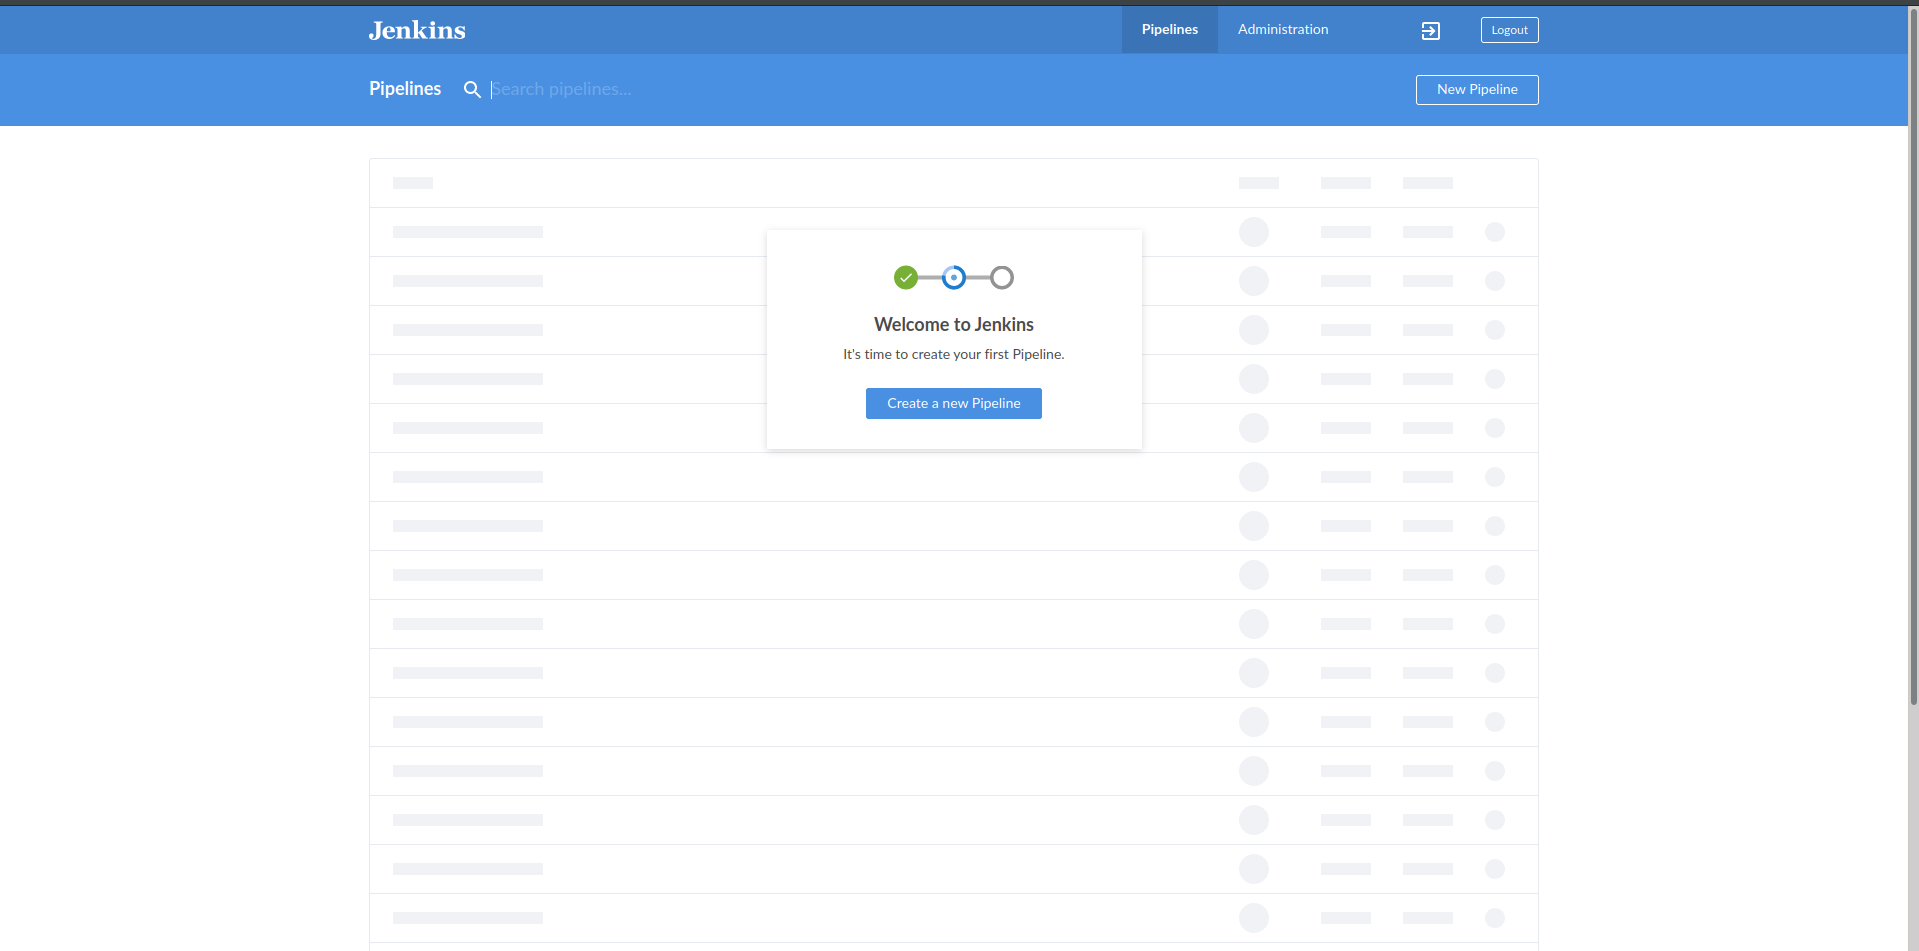 Jenkins
Pipelines
Administration
Logout
Pipelines
Search pipelines...
New Pipeline
Welcome to Jenkins
It's time to create your first Pipeline.
Create a new Pipeline